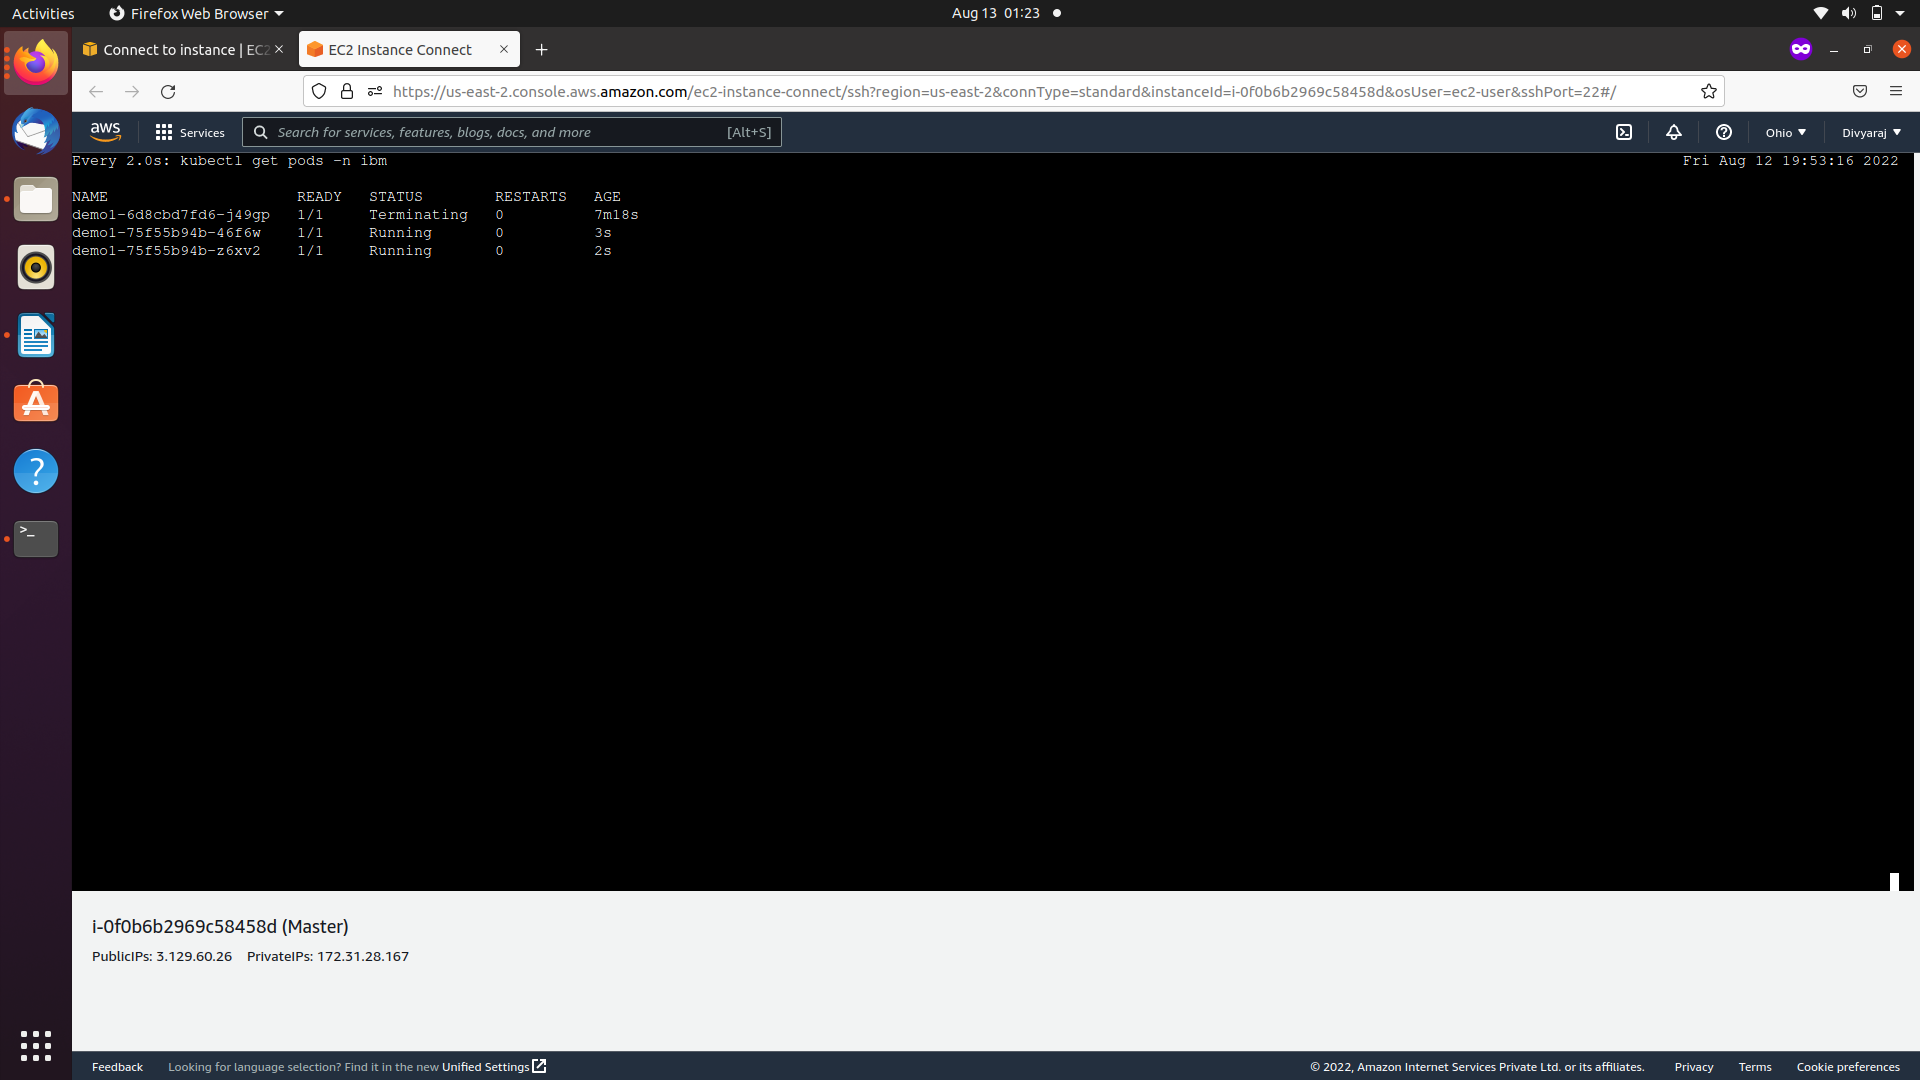 Activities
Firefox Web Browser
Aug 13 01:23
Connect to instance | EC2
EC2 Instance Connect
https://us-east-2.console.aws.amazon.com/ec2-instance-connect/ssh?region=us-east-2&connType=standard&instanceId=i-0f0b6b2969c58458d&osUser=ec2-user&sshPort=22#/
aws
Services
Search for services, features, blogs, docs, and more
[Alt+S]
Ohio
Divyaraj
Every 2.0s: kubectl get pods -n ibm
Fri Aug 12 19:53:16 2022
NAME READY STATUS RESTARTS AGE
demo1-6d8cbd7fd6-j49gp 1/1 Terminating 0 7m18s
demo1-75f55b94b-46f6w 1/1 Running 0 3s
demo1-75f55b94b-z6xv2 1/1 Running 0 2s
i-0f0b6b2969c58458d (Master)
PublicIPs: 3.129.60.26 PrivateIPs: 172.31.28.167
Feedback
Looking for language selection? Find it in the new Unified Settings
© 2022, Amazon Internet Services Private Ltd. or its affiliates.
Privacy
Terms
Cookie preferences